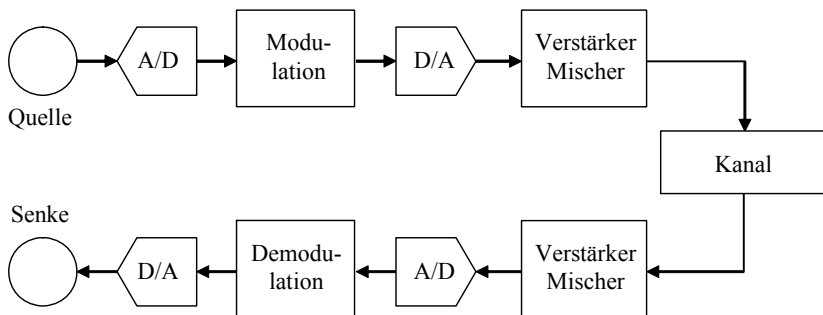 A/D
Modu-
lation
D/A
Verstärker
Mischer
Quelle
Kanal
Senke
D/A
Demodu-
lation
A/D
Verstärker
Mischer